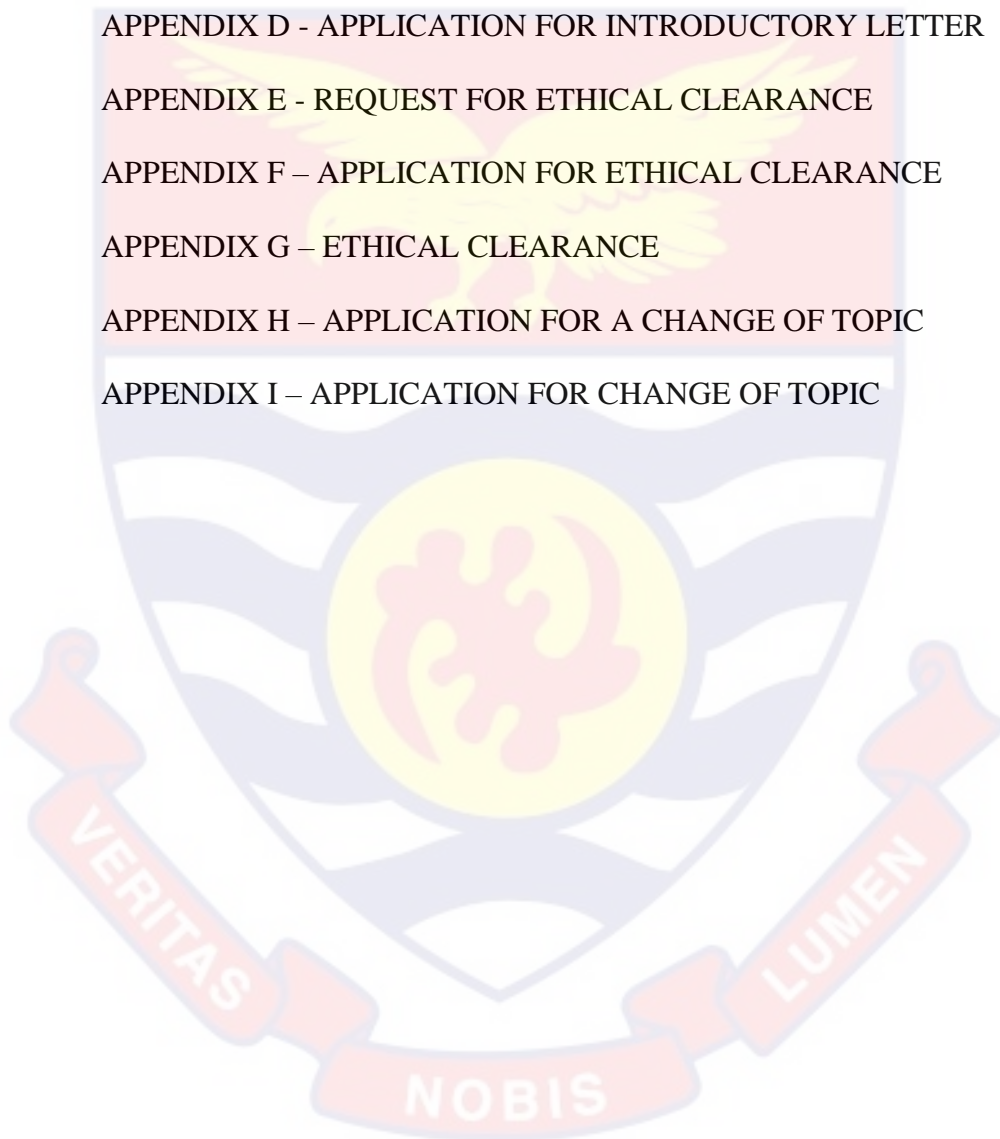 APPENDIX D - APPLICATION FOR INTRODUCTORY LETTER
APPENDIX E - REQUEST FOR ETHICAL CLEARANCE
APPENDIX F – APPLICATION FOR ETHICAL CLEARANCE
APPENDIX G – ETHICAL CLEARANCE
APPENDIX H – APPLICATION FOR A CHANGE OF TOPIC
APPENDIX I – APPLICATION FOR CHANGE OF TOPIC
VERITAS
NOBIS
LUMEN